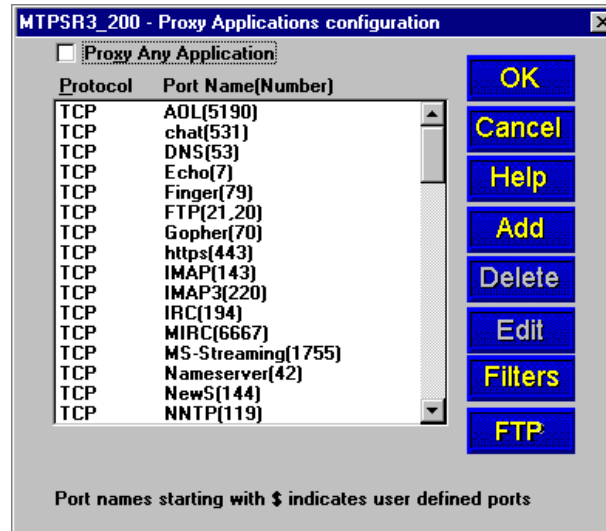 MTPSR3_200 - Proxy Applications configuration
Proxy Any Application
Protocol Port Name(Number)
TCP AOL(5190)
TCP chat(531)
TCP DNS(53)
TCP Echo(7)
TCP Finger(79)
TCP FTP(21,20)
TCP Gopher(70)
TCP https(443)
TCP IMAP(143)
TCP IMAP3(220)
TCP IRC(194)
TCP MIRC(6667)
TCP MS-Streaming(1755)
TCP Nameserver(42)
TCP NewS(144)
TCP NNTP(119)
OK
Cancel
Help
Add
Delete
Edit
Filters
FTP
Port names starting with $ indicates user defined ports